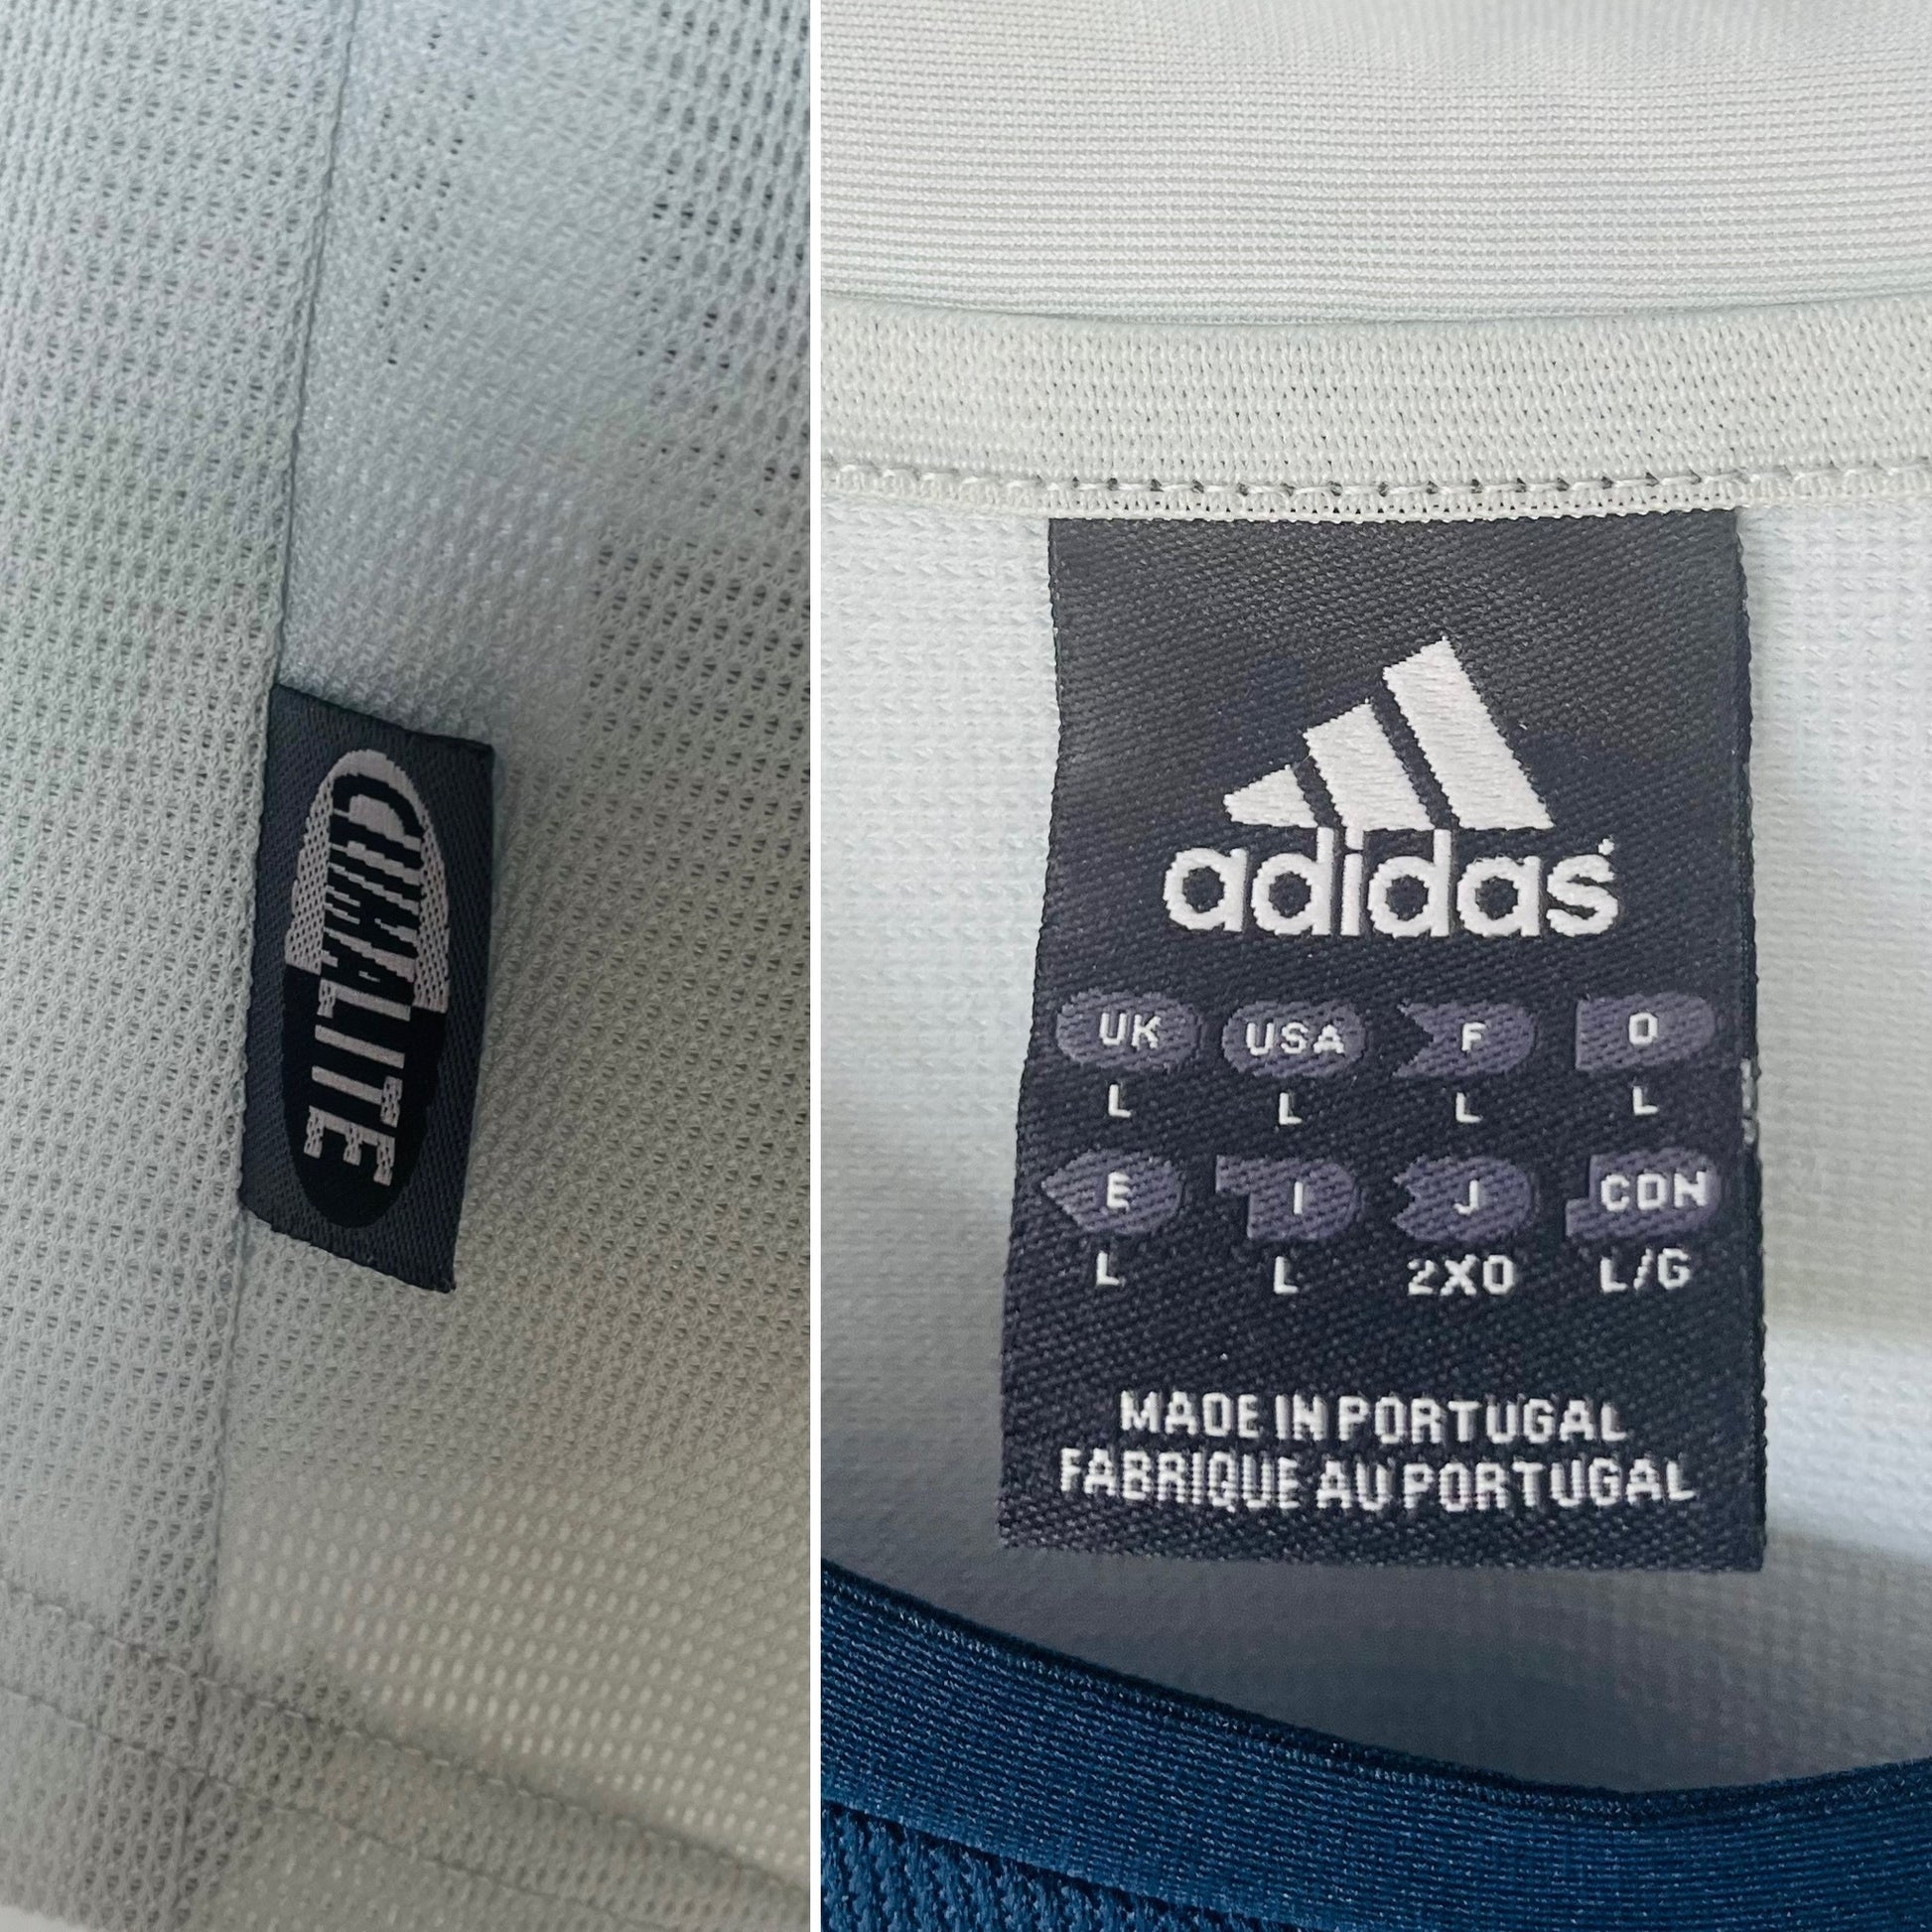 CLIMALITE
adidas
UK USA F D
L L L L
E I J CDN
L L 2XO L/G
MADE IN PORTUGAL
FABRIQUE AU PORTUGAL